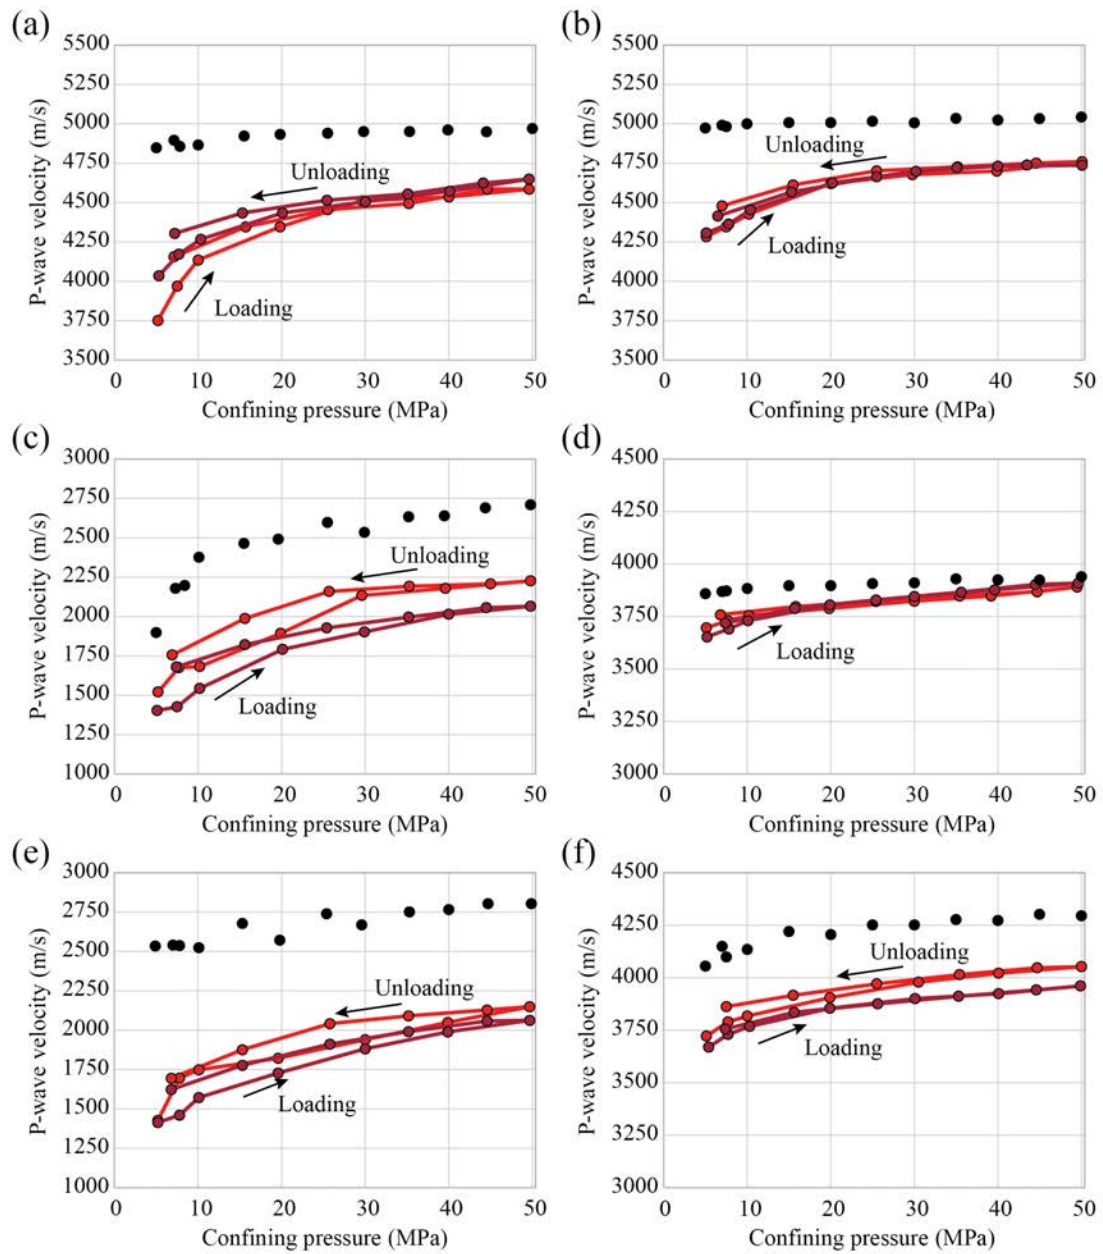 (a)
5500
5250
5000
4750
4500
4250
4000
3750
3500
P-wave velocity (m/s)
Unloading
Loading
0 10 20 30 40 50
Confining pressure (MPa)
(b)
5500
5250
5000
4750
4500
4250
4000
3750
3500
P-wave velocity (m/s)
Unloading
Loading
0 10 20 30 40 50
Confining pressure (MPa)
(c)
3000
2750
2500
2250
2000
1750
1500
1250
1000
P-wave velocity (m/s)
Unloading
Loading
0 10 20 30 40 50
Confining pressure (MPa)
(d)
4500
4250
4000
3750
3500
3250
3000
P-wave velocity (m/s)
Loading
0 10 20 30 40 50
Confining pressure (MPa)
(e)
3000
2750
2500
2250
2000
1750
1500
1250
1000
P-wave velocity (m/s)
Unloading
Loading
0 10 20 30 40 50
Confining pressure (MPa)
(f)
4500
4250
4000
3750
4000
3250
3000
P-wave velocity (m/s)
Unloading
Loading
0 10 20 30 40 50
Confining pressure (MPa)